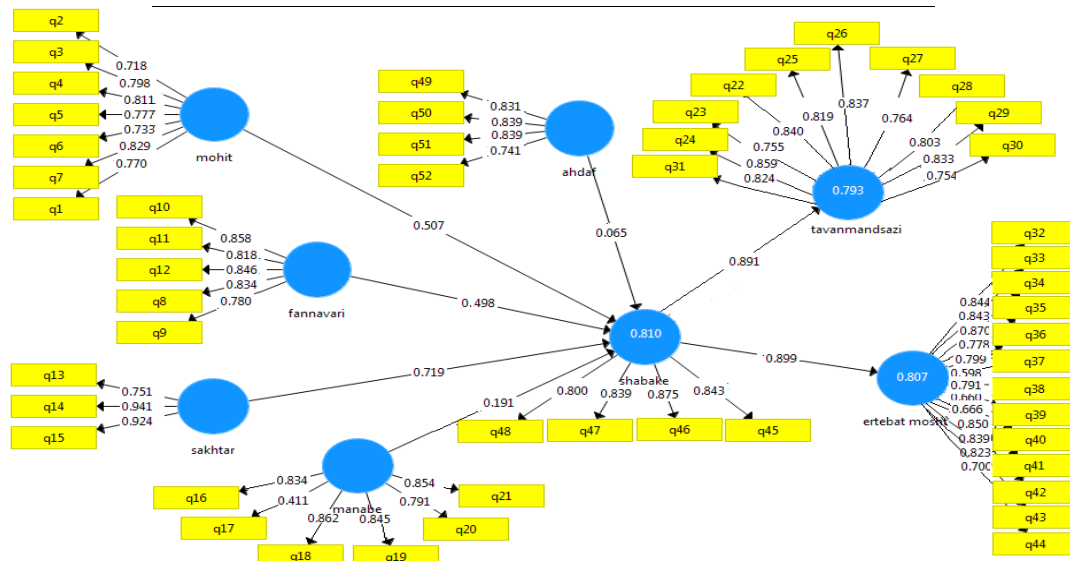 q2
q3
q4
q5
q6
q7
q1
0.718
0.798
0.811
0.777
0.733
0.829
0.770
mohit
q49
q50
q51
q52
0.831
0.839
0.839
0.741
ahdaf
q26
q25
q27
q22
q28
q23
q29
q24
q30
q31
0.837
0.819
0.764
0.840
0.803
0.755
0.833
0.859
0.754
0.824
0.793
tavanmandsazi
q10
q11
q12
q8
q9
0.858
0.818
0.846
0.834
0.780
fannavari
0.507
0.065
0.498
0.891
0.719
0.191
0.899
0.810
shabake
0.800
0.839
0.875
0.843
q48
q47
q46
q45
q13
q14
q15
0.751
0.941
0.924
sakhtar
manabe
0.834
0.411
0.862
0.845
0.791
0.854
q16
q17
q18
q19
q20
q21
0.807
ertebat mosht
q32
q33
q34
q35
q36
q37
q38
q39
q40
q41
q42
q43
q44
0.844
0.843
0.870
0.778
0.799
0.598
0.791
0.660
0.666
0.850
0.839
0.823
0.700